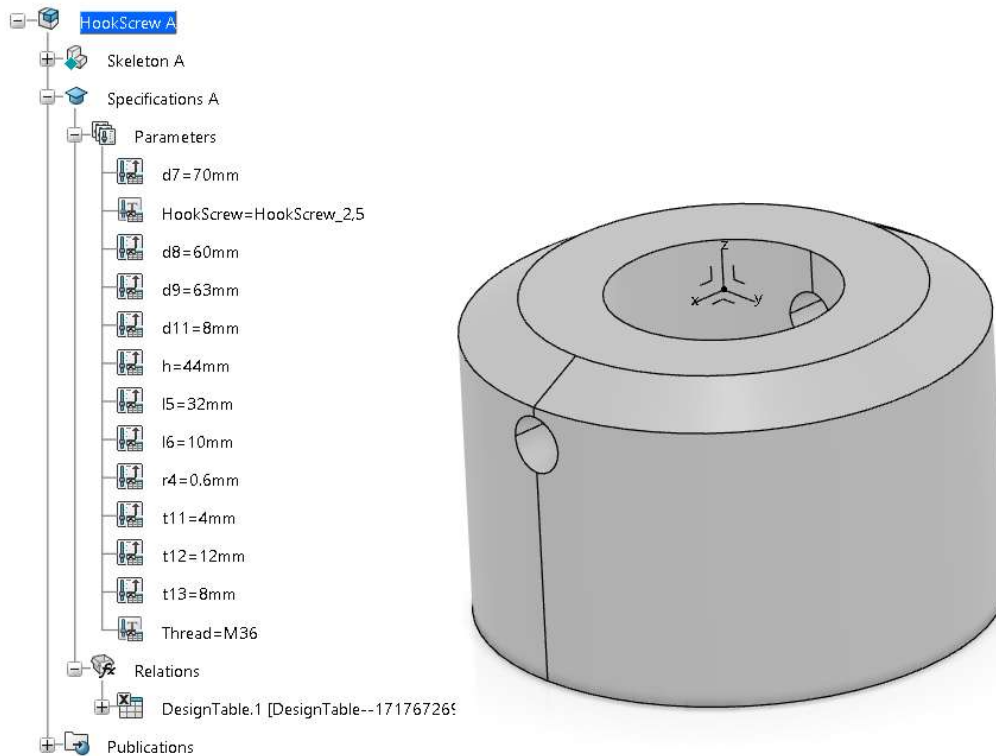 HookScrew A
Skeleton A
Specifications A
Parameters
d7=70mm
HookScrew=HookScrew_2,5
d8=60mm
d9=63mm
d11=8mm
h=44mm
l5=32mm
l6=10mm
r4=0.6mm
t11=4mm
t12=12mm
t13=8mm
Thread=M36
Relations
DesignTable.1 [DesignTable--171767269
Publications
z
x y